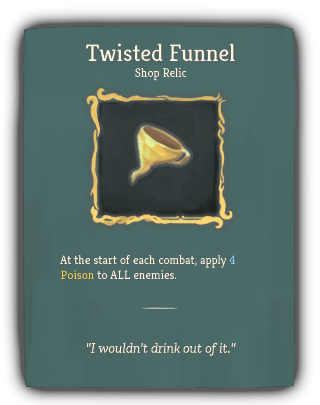 Twisted Funnel
Shop Relic
At the start of each combat, apply 4
Poison to ALL enemies.
"I wouldn't drink out of it."